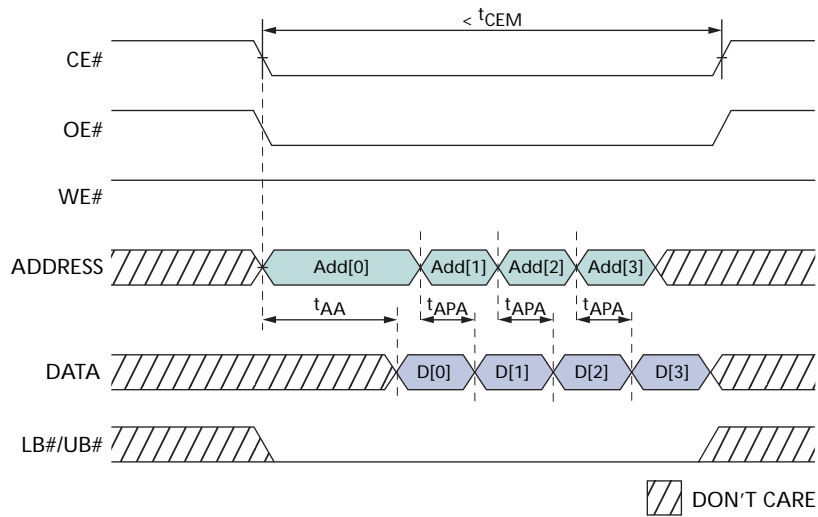 < tCEM
CE#
OE#
WE#
ADDRESS
Add[0] Add[1] Add[2] Add[3]
tAA tAPA tAPA tAPA
DATA
D[0] D[1] D[2] D[3]
LB#/UB#
DON'T CARE